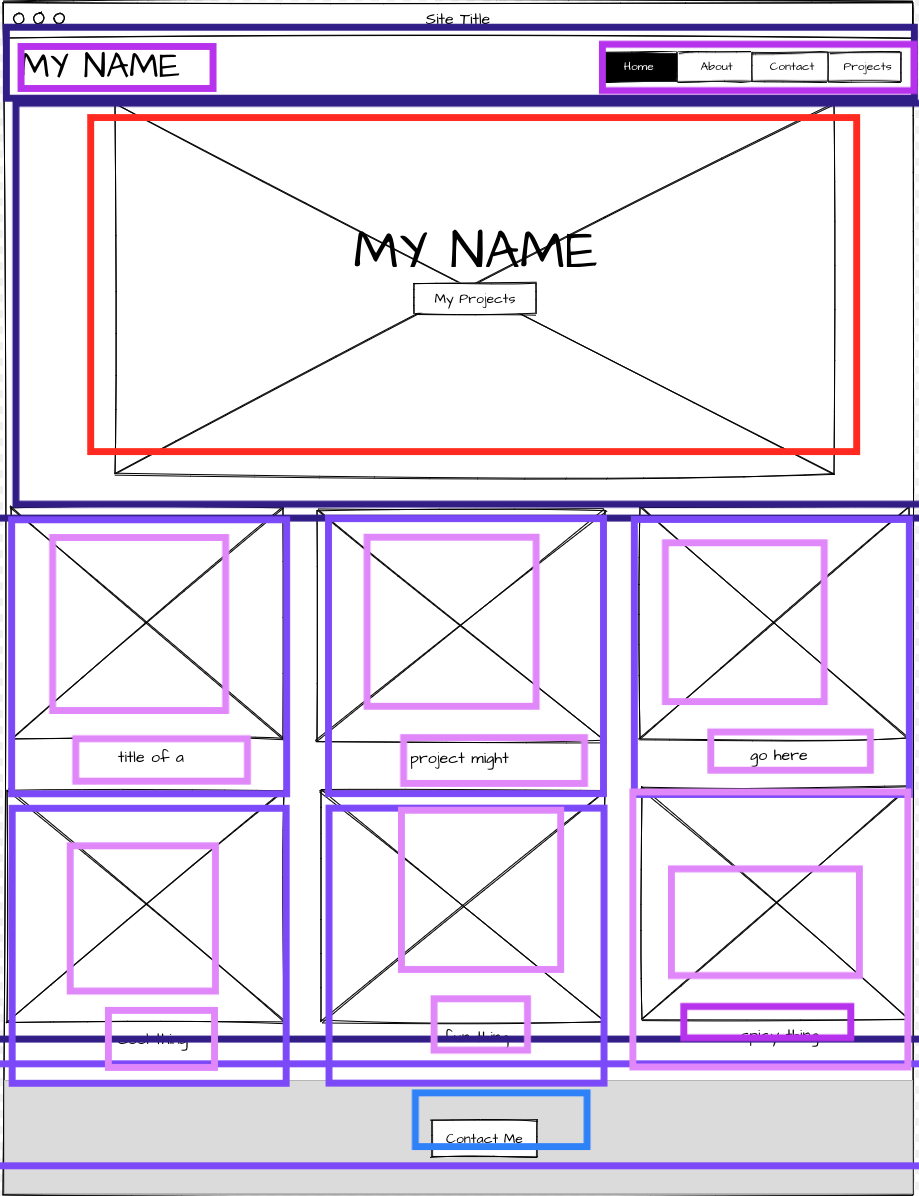 Site Title
MY NAME
Home About Contact Projects
MY NAME
My Projects
title of a
project might
go here
cool thing
fun thing
spicy thing
Contact Me